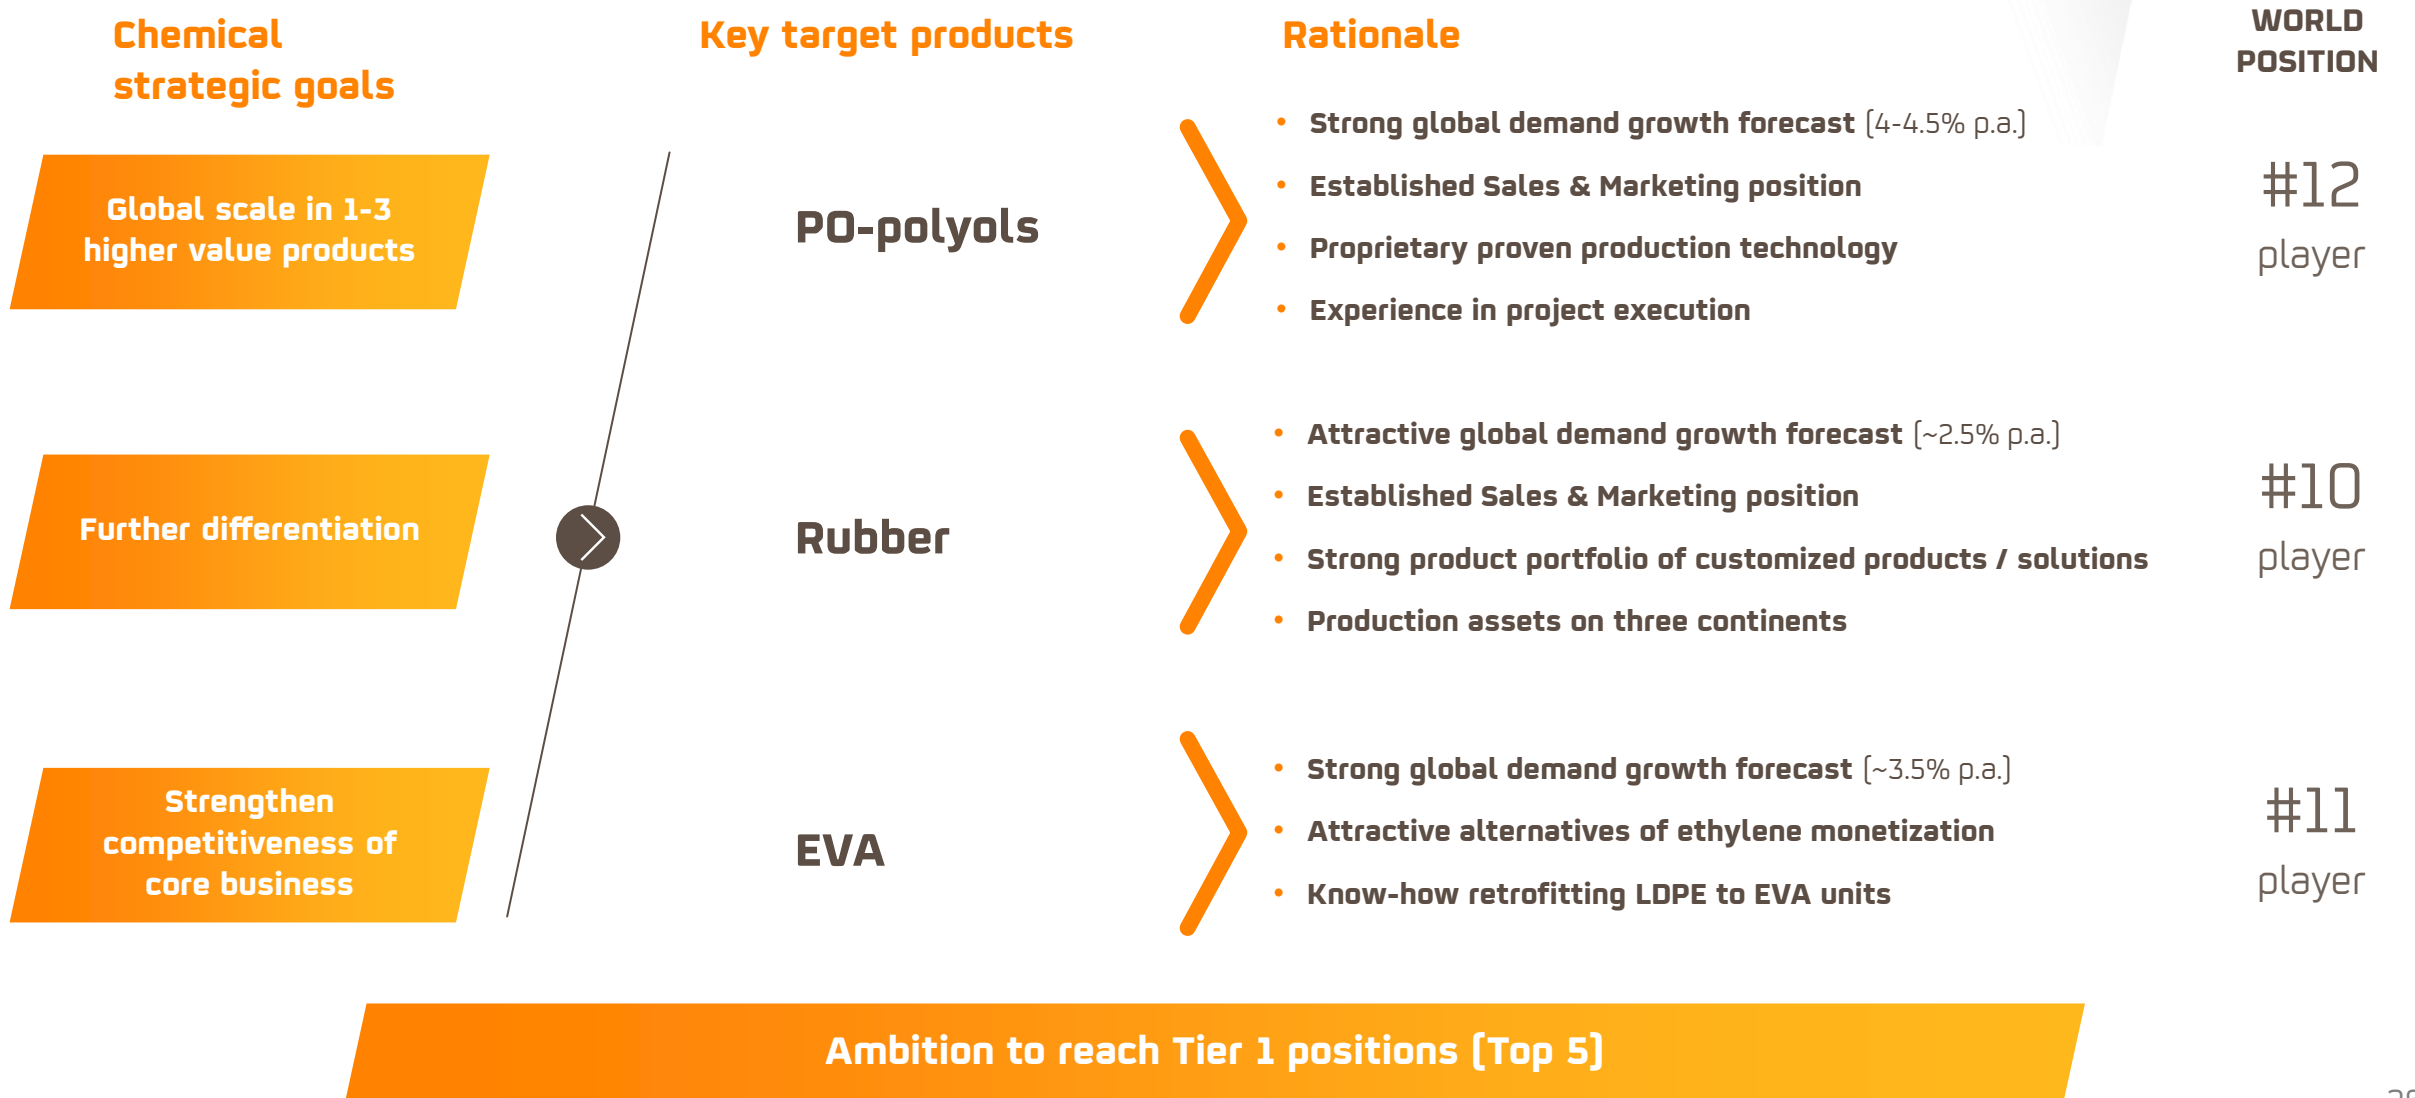 Chemical
strategic goals
Key target products
Rationale
WORLD
POSITION
Global scale in 1-3
higher value products
PO-polyols
• Strong global demand growth forecast (4-4.5% p.a.)
• Established Sales & Marketing position
• Proprietary proven production technology
• Experience in project execution
#12
player
Further differentiation
Rubber
• Attractive global demand growth forecast (~2.5% p.a.)
• Established Sales & Marketing position
• Strong product portfolio of customized products / solutions
• Production assets on three continents
#10
player
Strengthen
competitiveness of
core business
EVA
• Strong global demand growth forecast (~3.5% p.a.)
• Attractive alternatives of ethylene monetization
• Know-how retrofitting LDPE to EVA units
#11
player
Ambition to reach Tier 1 positions (Top 5)